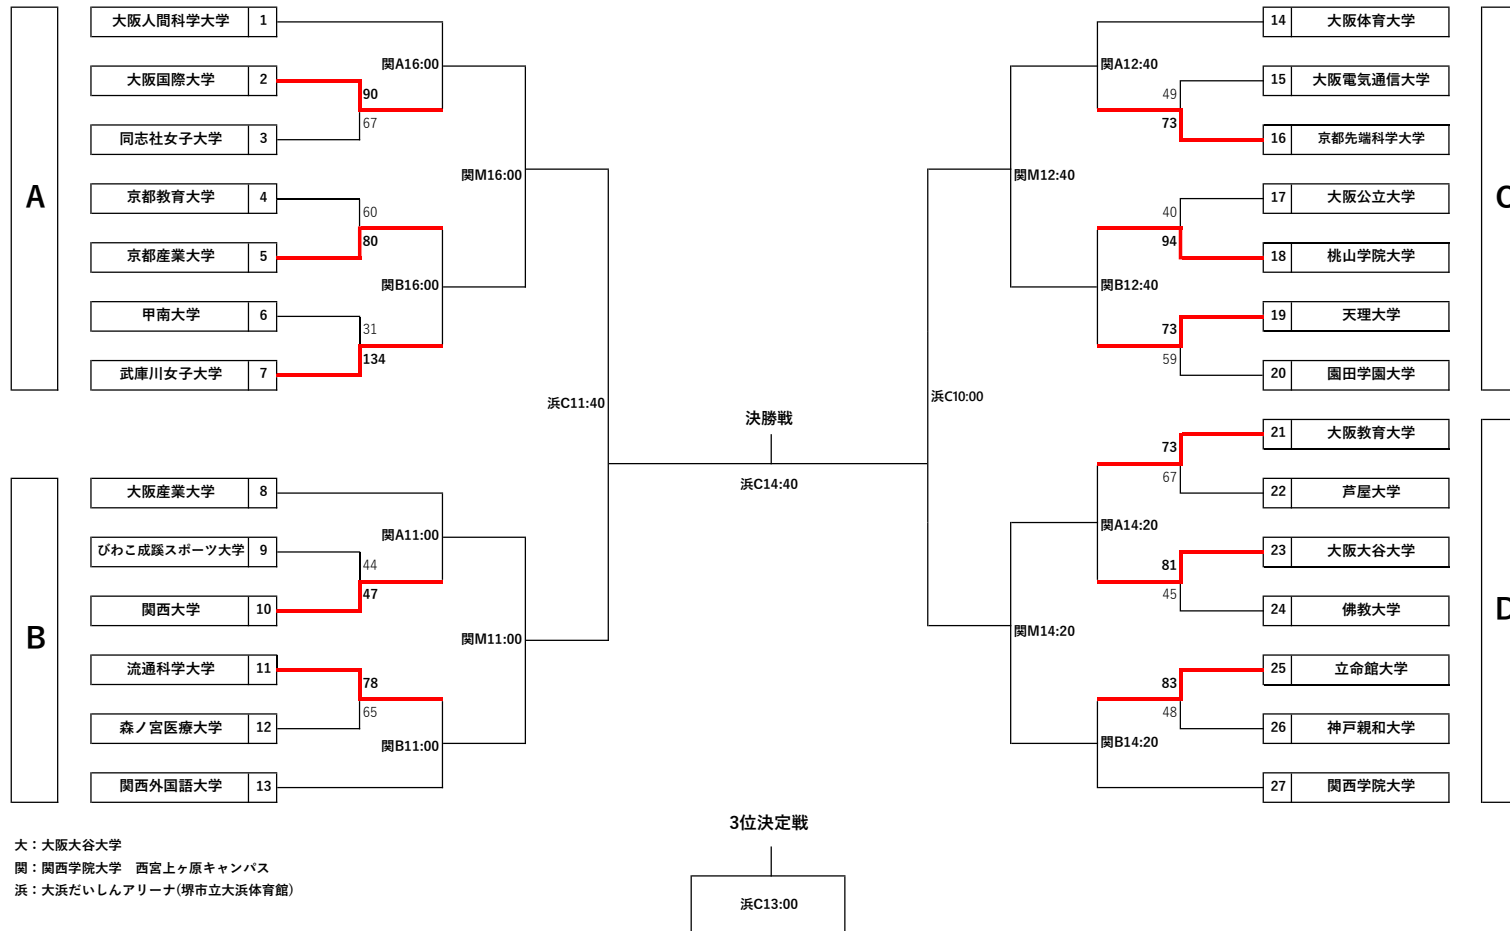 A
大阪人間科学大学 1
大阪国際大学 2
同志社女子大学 3
京都教育大学 4
京都産業大学 5
甲南大学 6
武庫川女子大学 7
90
67
60
80
31
134
関A16:00
関B16:00
関M16:00
B
大阪産業大学 8
びわこ成蹊スポーツ大学 9
関西大学 10
流通科学大学 11
森ノ宮医療大学 12
関西外国語大学 13
44
47
78
65
関A11:00
関B11:00
関M11:00
浜C11:40
決勝戦
浜C14:40
浜C10:00
C
14 大阪体育大学
15 大阪電気通信大学
16 京都先端科学大学
17 大阪公立大学
18 桃山学院大学
19 天理大学
20 園田学園大学
49
73
40
94
73
59
関A12:40
関B12:40
関M12:40
D
21 大阪教育大学
22 芦屋大学
23 大阪大谷大学
24 佛教大学
25 立命館大学
26 神戸親和大学
27 関西学院大学
73
67
81
45
83
48
関A14:20
関B14:20
関M14:20
3位決定戦
浜C13:00
大：大阪大谷大学
関：関西学院大学　西宮上ヶ原キャンパス
浜：大浜だいしんアリーナ(堺市立大浜体育館)